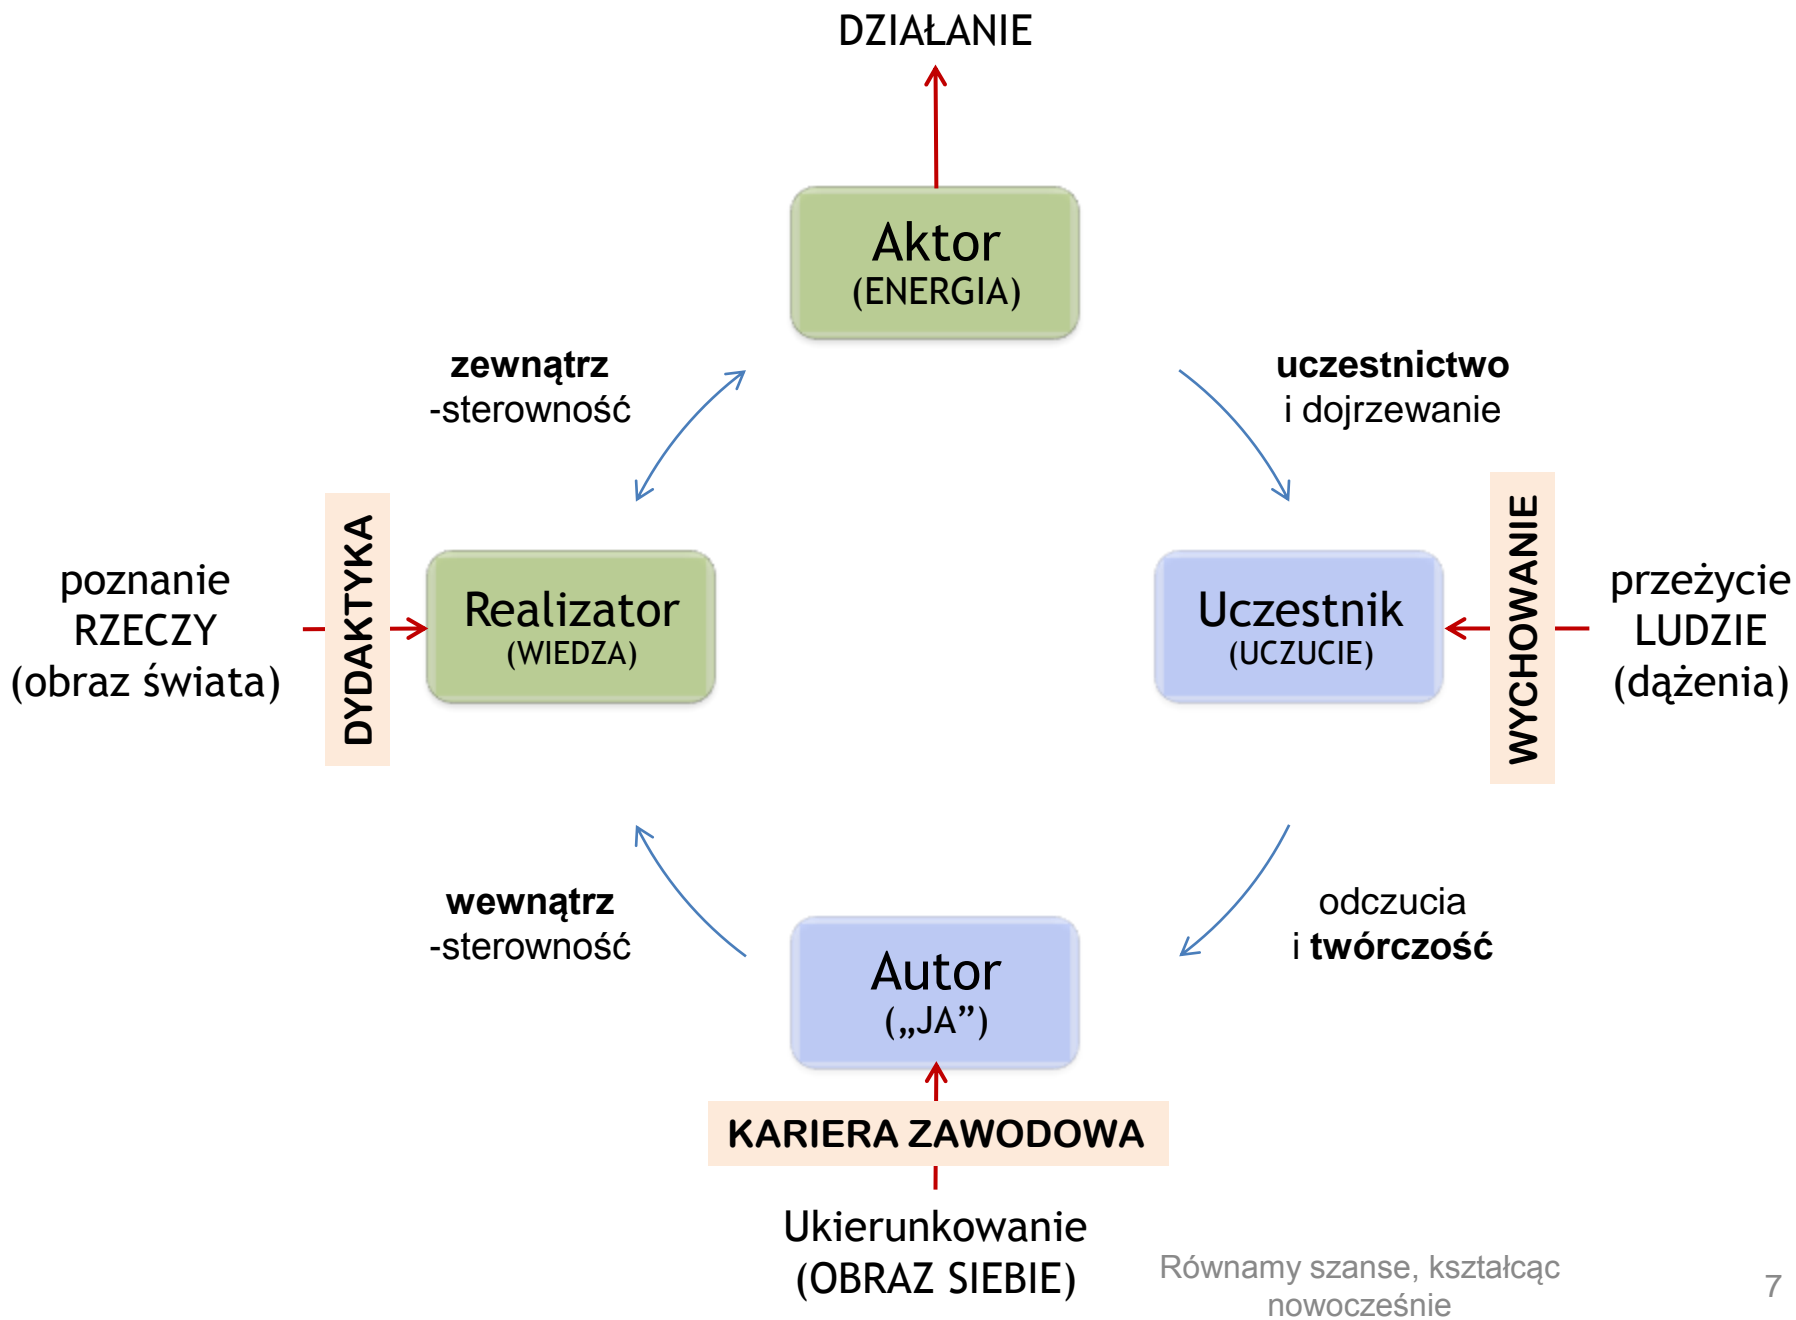 DZIAŁANIE
Aktor
(ENERGIA)
zewnątrz
-sterowność
uczestnictwo
i dojrzewanie
poznanie
RZECZY
(obraz świata)
DYDAKTYKA
Realizator
(WIEDZA)
Uczestnik
(UCZUCIE)
WYCHOWANIE
przeżycie
LUDZIE
(dążenia)
wewnątrz
-sterowność
odczucia
i twórczość
Autor
(„JA”)
KARIERA ZAWODOWA
Ukierunkowanie
(OBRAZ SIEBIE)
Równamy szanse, kształcąc
nowocześnie
7